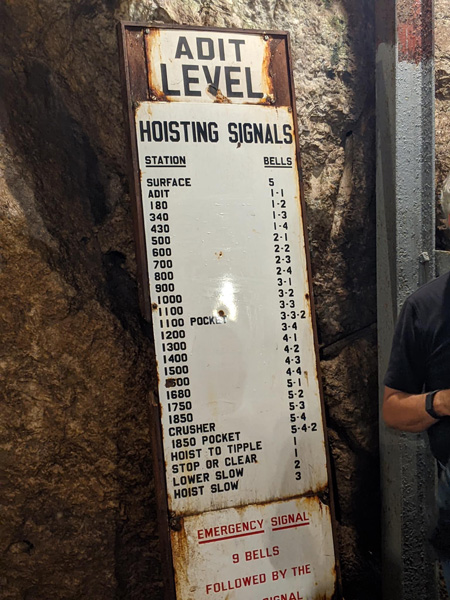 ADIT
LEVEL
HOISTING SIGNALS
STATION BELLS
SURFACE 5
ADIT 1-1
180 1-2
340 1-3
430 1-4
500 2-1
600 2-2
700 2-3
800 2-4
900 3-1
1000 3-2
1100 3-3
1100 POCKET 3-3-2
1200 3-4
1300 4-1
1400 4-2
1500 4-3
1600 4-4
1680 5-1
1750 5-2
1850 5-3
CRUSHER 5-4
1850 POCKET 5-4-2
HOIST TO TIPPLE 1
STOP OR CLEAR 1
LOWER SLOW 2
HOIST SLOW 3
EMERGENCY SIGNAL
9 BELLS
FOLLOWED BY THE
SIGNAL